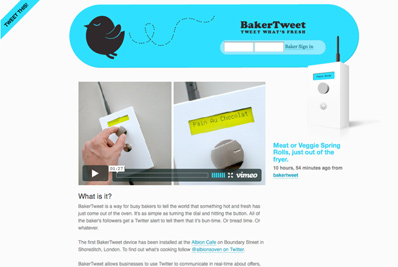 TWEET THIS!
BakerTweet
TWEET WHAT'S FRESH
Baker Sign in
Pain Au Chocolat
01:27
vimeo
Meat or Veggie Spring
Rolls, just out of the
fryer.
10 hours, 54 minutes ago from
bakertweet
What is it?
BakerTweet is a way for busy bakers to tell the world that something hot and fresh has
just come out of the oven. It's as simple as turning the dial and hitting the button. All of
the baker's followers get a Twitter alert to tell them that it's bun-time. Or bread time. Or
whatever.
The first BakerTweet device has been installed at the Albion Cafe on Boundary Street in
Shoreditch, London. To find out what's cooking follow @albionsoven on Twitter.
BakerTweet allows businesses to use Twitter to communicate in real-time about offers,